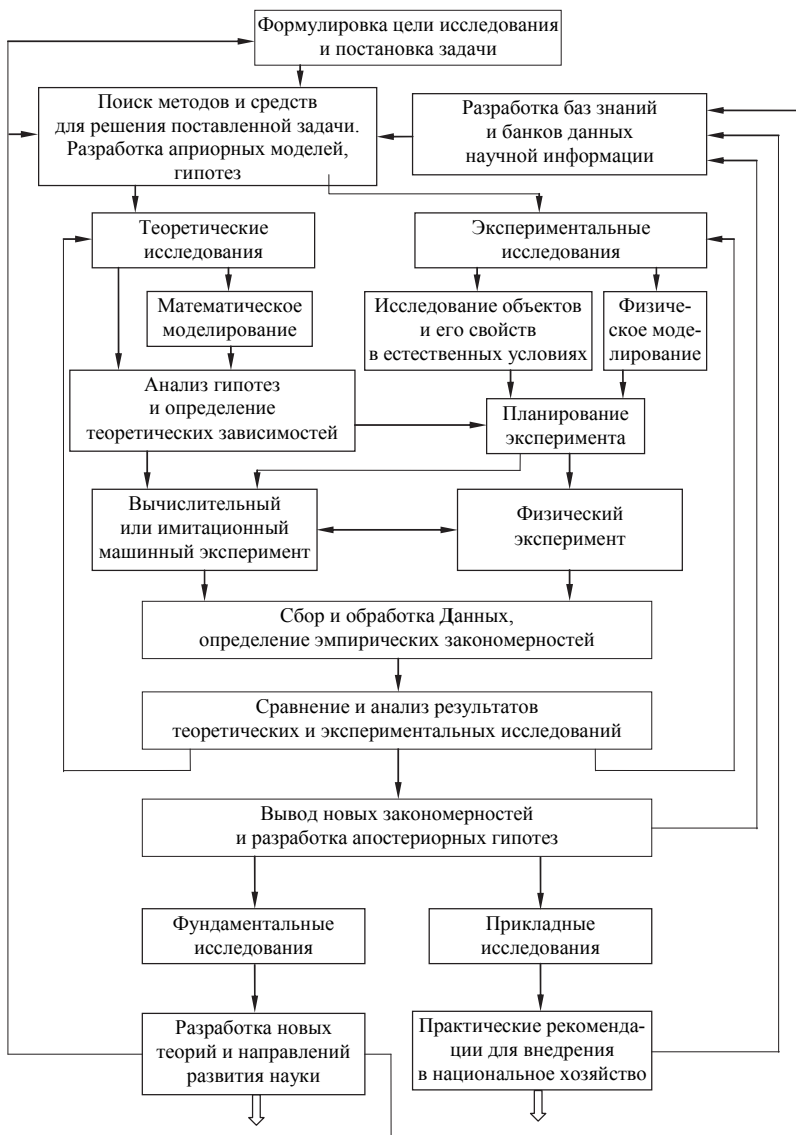 Формулировка цели исследования
и постановка задачи
Поиск методов и средств
для решения поставленной задачи.
Разработка априорных моделей,
гипотез
Разработка баз знаний
и банков данных
научной информации
Теоретические
исследования
Экспериментальные
исследования
Математическое
моделирование
Исследование объектов
и его свойств
в естественных условиях
Физиче-
ское моде-
лирование
Анализ гипотез
и определение
теоретических зависимостей
Планирование
эксперимента
Вычислительный
или имитационный
машинный эксперимент
Физический
эксперимент
Сбор и обработка Данных,
определение эмпирических закономерностей
Сравнение и анализ результатов
теоретических и экспериментальных исследований
Вывод новых закономерностей
и разработка апостериорных гипотез
Фундаментальные
исследования
Прикладные
исследования
Разработка новых
теорий и направлений
развития науки
Практические рекоменда-
ции для внедрения
в национальное хозяйство